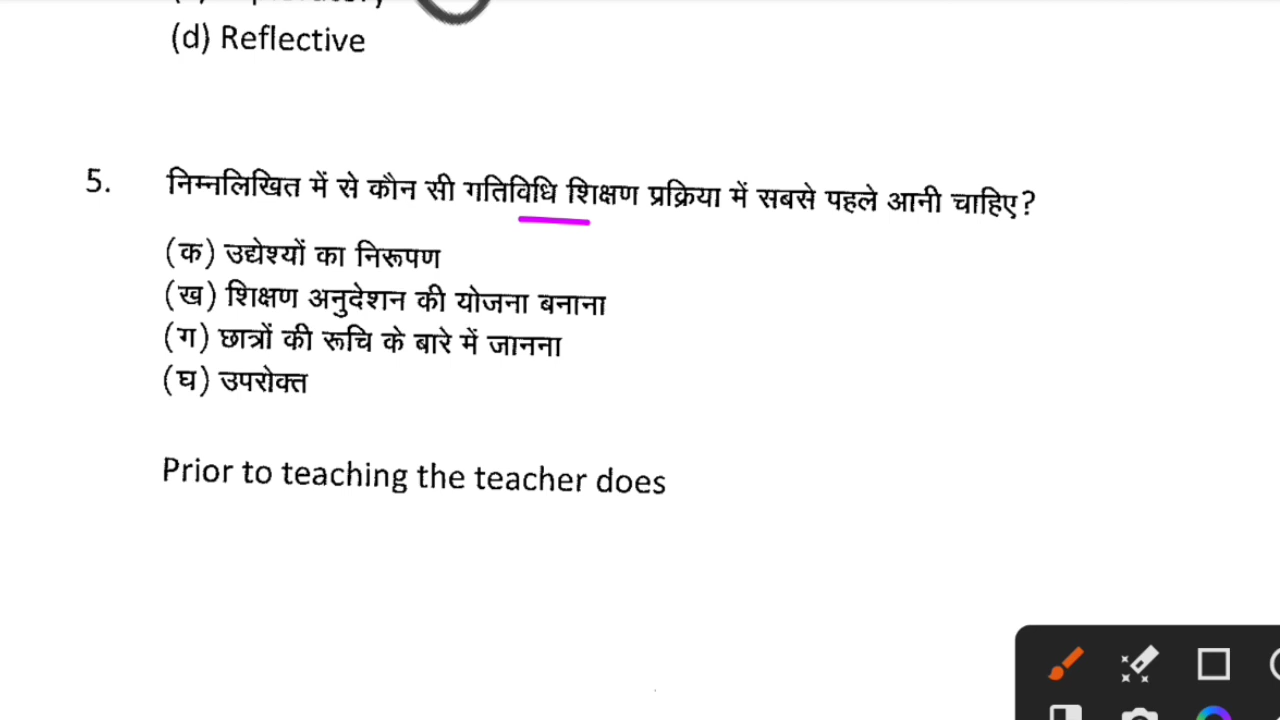 (d) Reflective
5. निम्नलिखित में से कौन सी गतिविधि शिक्षण प्रक्रिया में सबसे पहले आनी चाहिए?
(क) उद्येश्यों का निरूपण
(ख) शिक्षण अनुदेशन की योजना बनाना
(ग) छात्रों की रूचि के बारे में जानना
(घ) उपरोक्त
Prior to teaching the teacher does